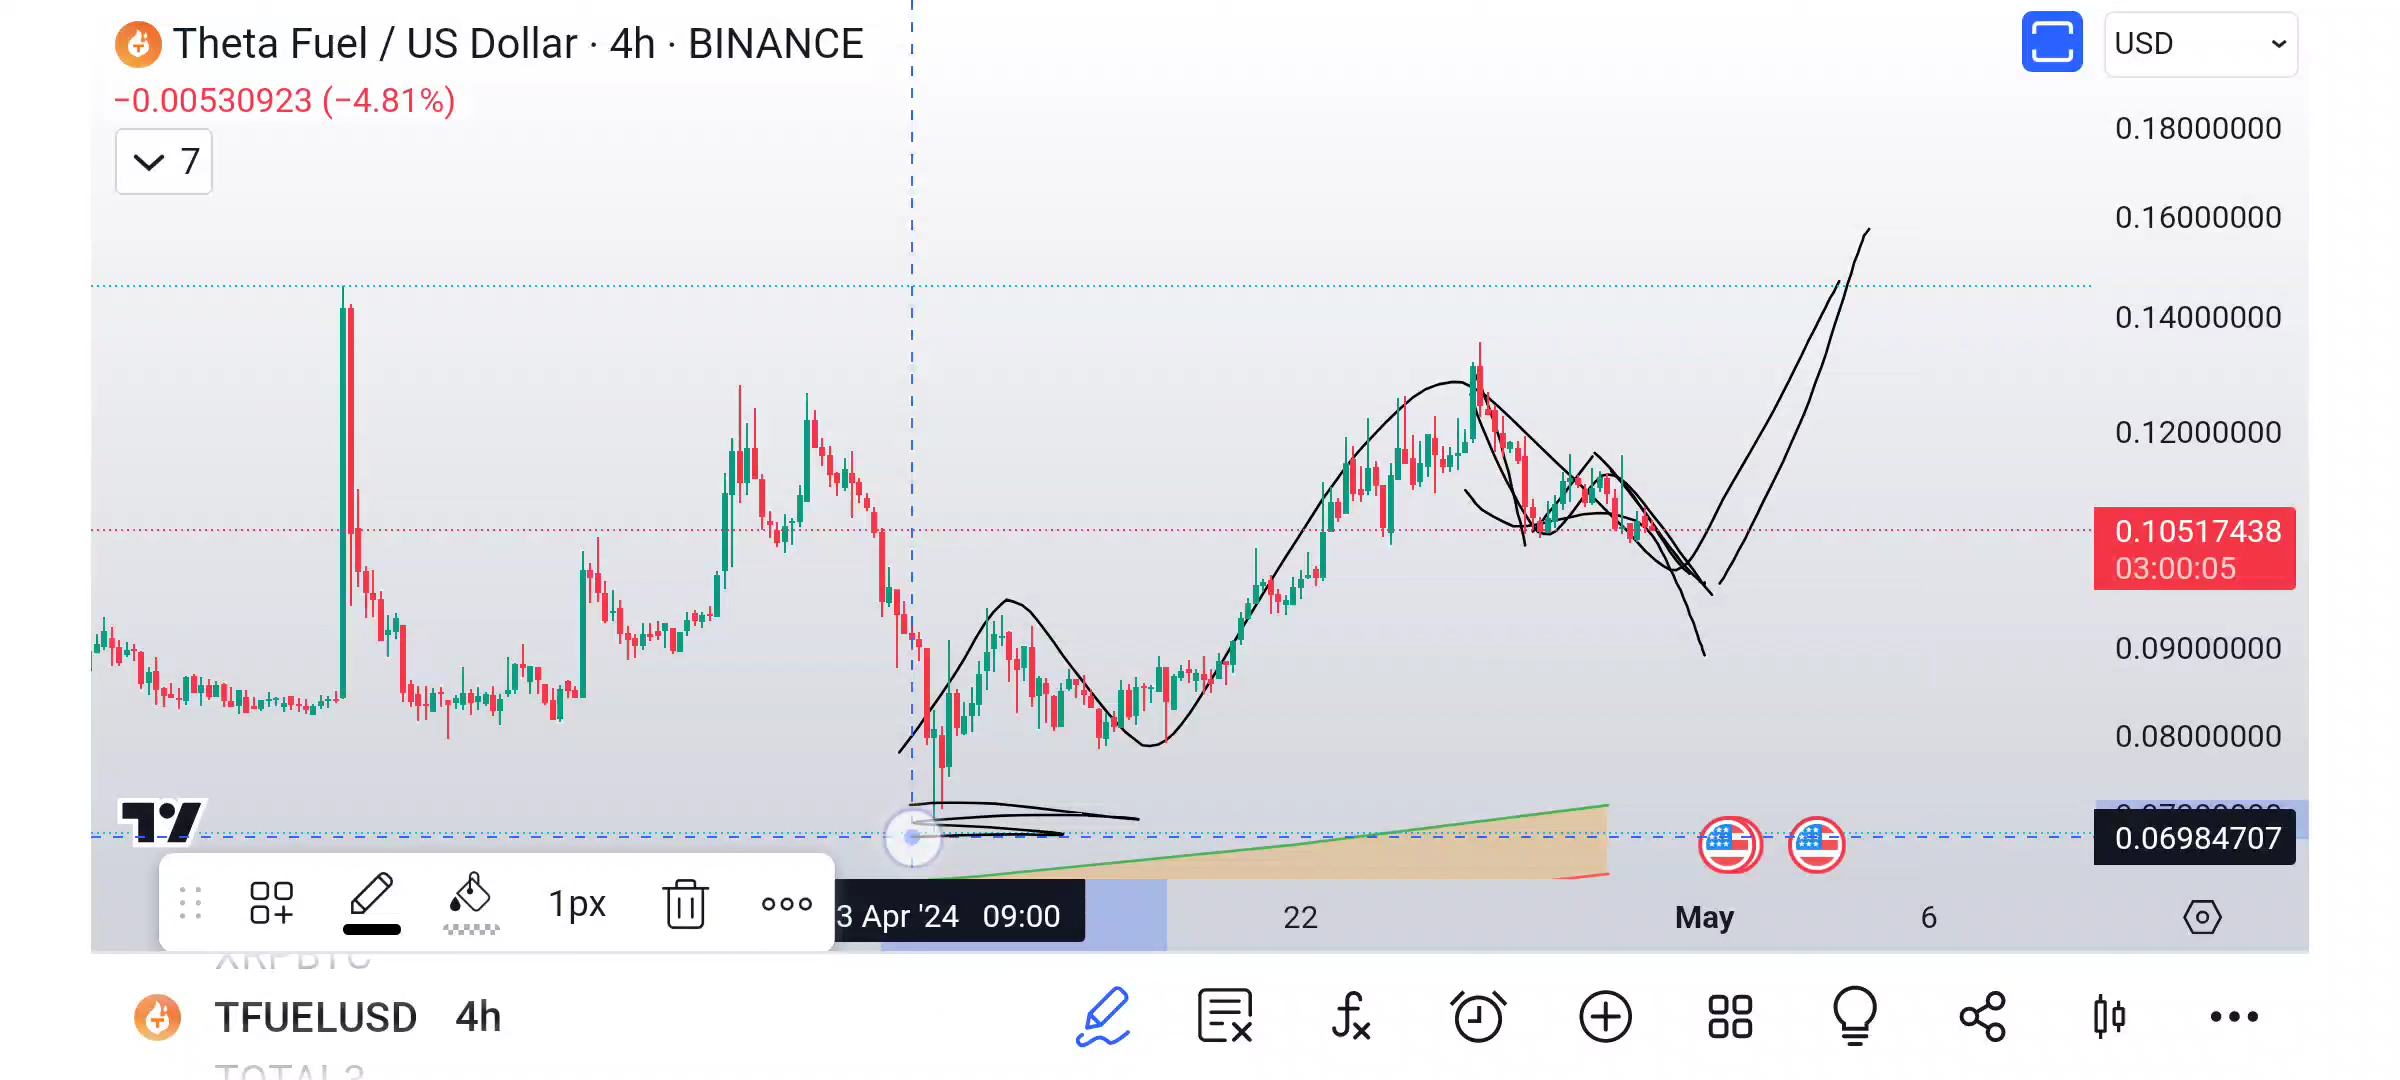 Theta Fuel / US Dollar · 4h · BINANCE
USD
−0.00530923 (−4.81%)
7
0.18000000
0.16000000
0.14000000
0.12000000
0.10517438
03:00:05
0.09000000
0.08000000
0.06984707
1px
3 Apr '24 09:00
22
May
6
XRPBTC
TFUELUSD 4h
TOTAL3